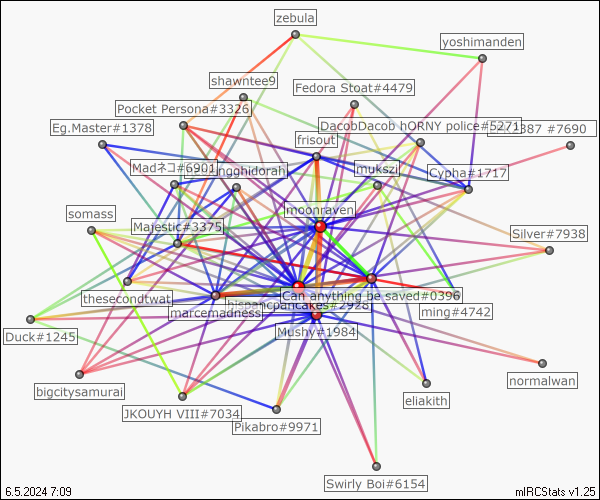 zebula
yoshimanden
shawntee9
Fedora Stoat#4479
Pocket Persona#3326
Eg.Master#1378
DacobDacob hORNY police#5271
387 #7690
frisout
Madネコ#6901
ngghidorah
mukszi
Cypha#1717
somass
moonraven
Majestic#3375
Silver#7938
thesecondtwat
Can anything be saved#0396
marcemadness
ming#4742
Mushy#1984
Duck#1245
bigcitysamurai
normalwan
eliakith
JKOUYH VIII#7034
Pikabro#9971
Swirly Boi#6154
6.5.2024 7:09
mIRCStats v1.25